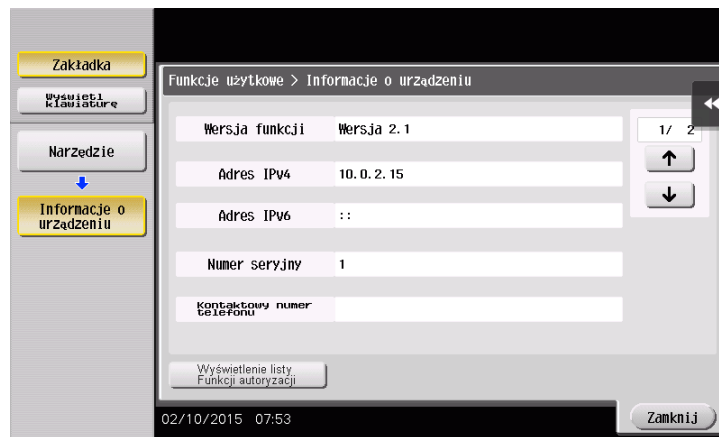 Zakładka
Wyświetl
klawiaturę
Narzędzie
Informacje o
urządzeniu
Funkcje użytkowe > Informacje o urządzeniu
Wersja funkcji Wersja 2.1
1/ 2
Adres IPv4 10.0.2.15
Adres IPv6 ::
Numer seryjny 1
Kontaktowy numer
telefonu
Wyświetlenie listy
Funkcji autoryzacji
02/10/2015 07:53
Zamknij